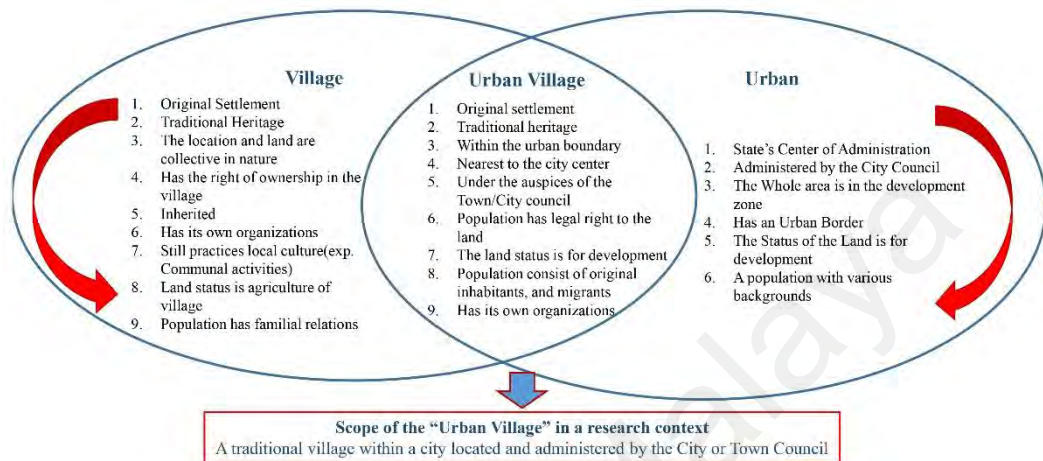 Village
1. Original Settlement
2. Traditional Heritage
3. The location and land are
collective in nature
4. Has the right of ownership in the
village
5. Inherited
6. Has its own organizations
7. Still practices local culture(exp.
Communal activities)
8. Land status is agriculture of
village
9. Population has familial relations
Urban Village
1. Original settlement
2. Traditional heritage
3. Within the urban boundary
4. Nearest to the city center
5. Under the auspices of the
Town/City council
6. Population has legal right to the
land
7. The land status is for development
8. Population consist of original
inhabitants, and migrants
9. Has its own organizations
Urban
1. State's Center of Administration
2. Administered by the City Council
3. The Whole area is in the development
zone
4. Has an Urban Border
5. The Status of the Land is for
development
6. A population with various
backgrounds
Scope of the “Urban Village” in a research context
A traditional village within a city located and administered by the City or Town Council
alaya